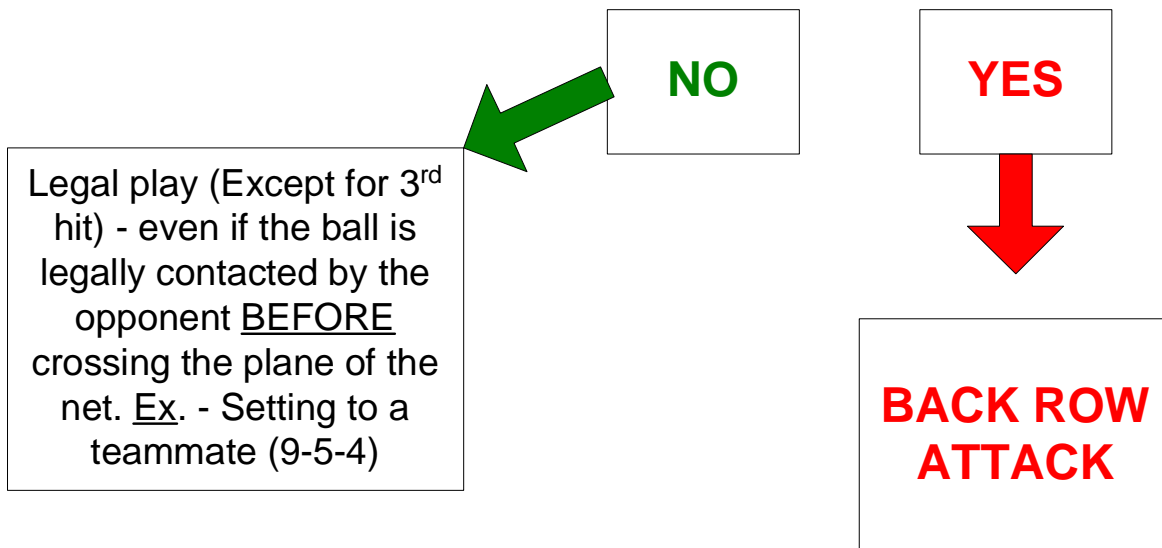 NO
YES
Legal play (Except for 3rd
hit) - even if the ball is
legally contacted by the
opponent BEFORE
crossing the plane of the
net. Ex. - Setting to a
teammate (9-5-4)
BACK ROW
ATTACK